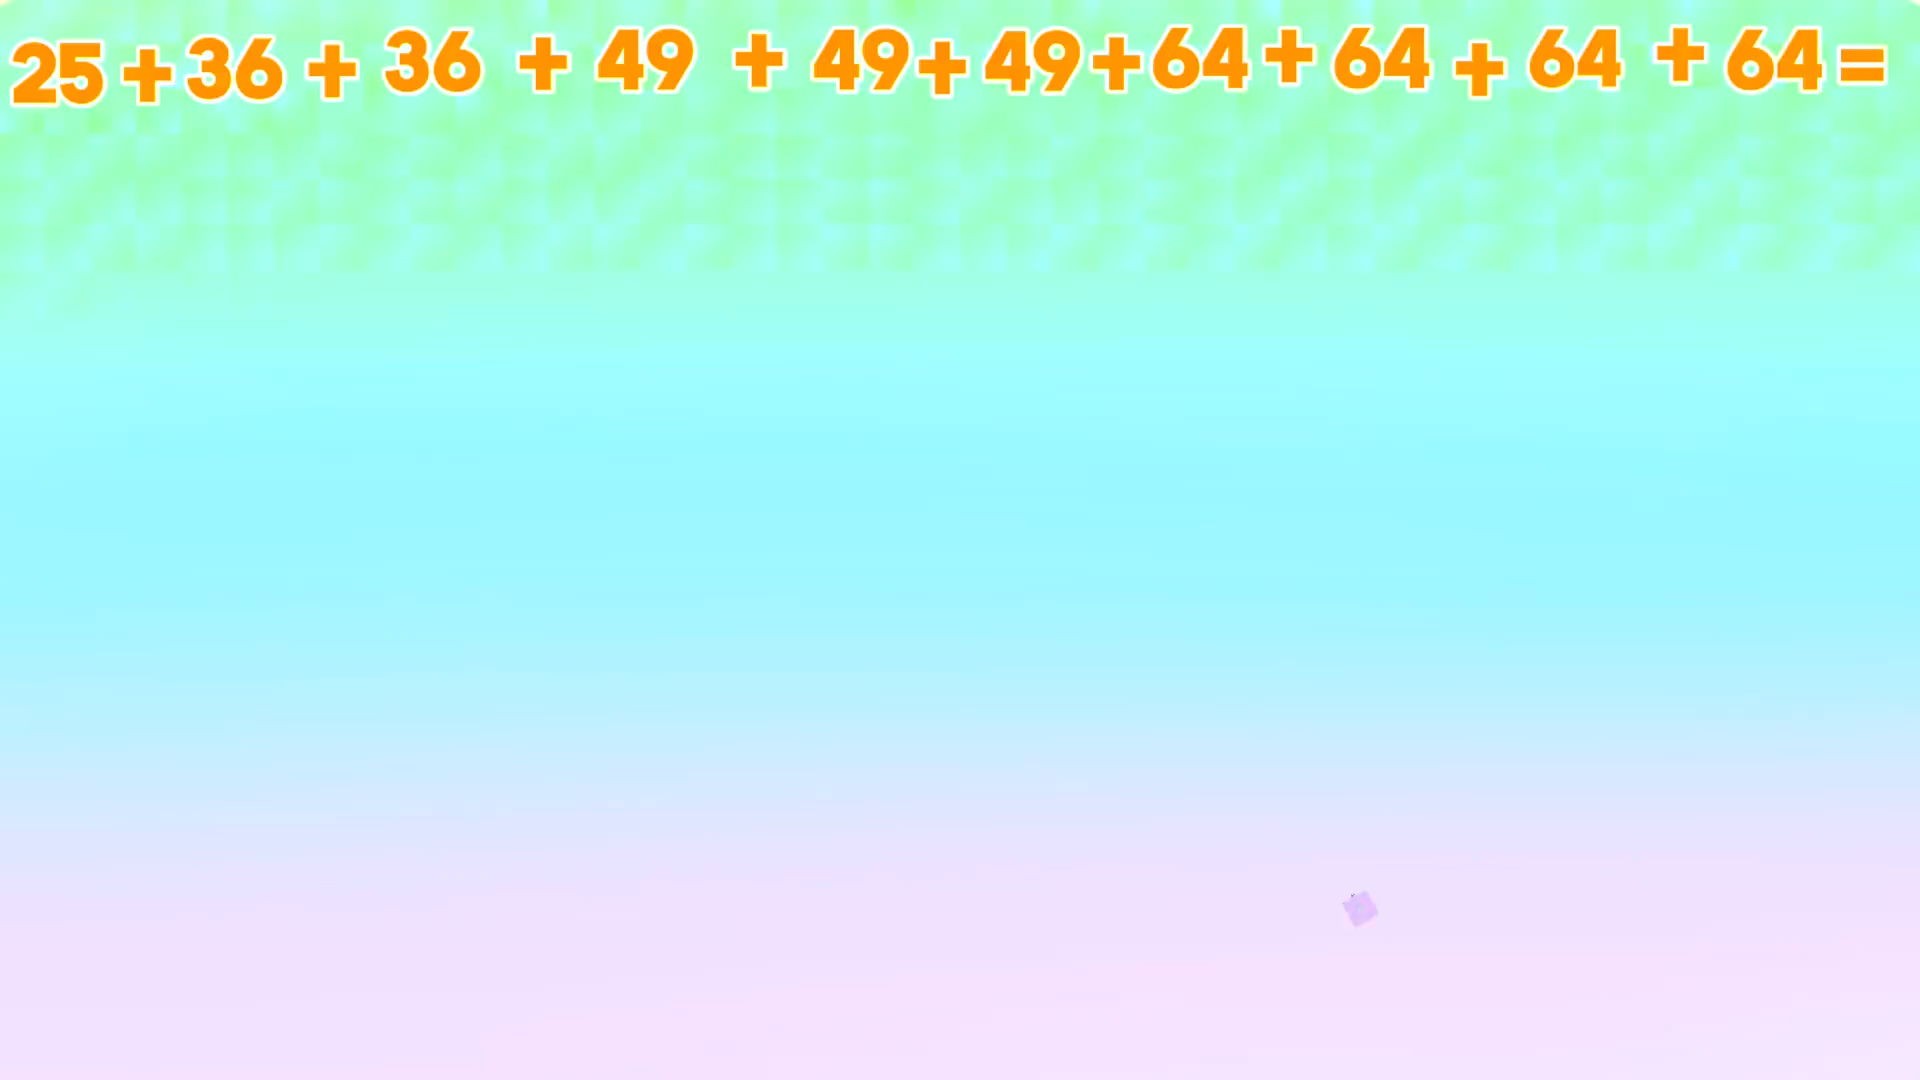 25 + 36 + 36 + 49 + 49 + 49 + 64 + 64 + 64 + 64 =